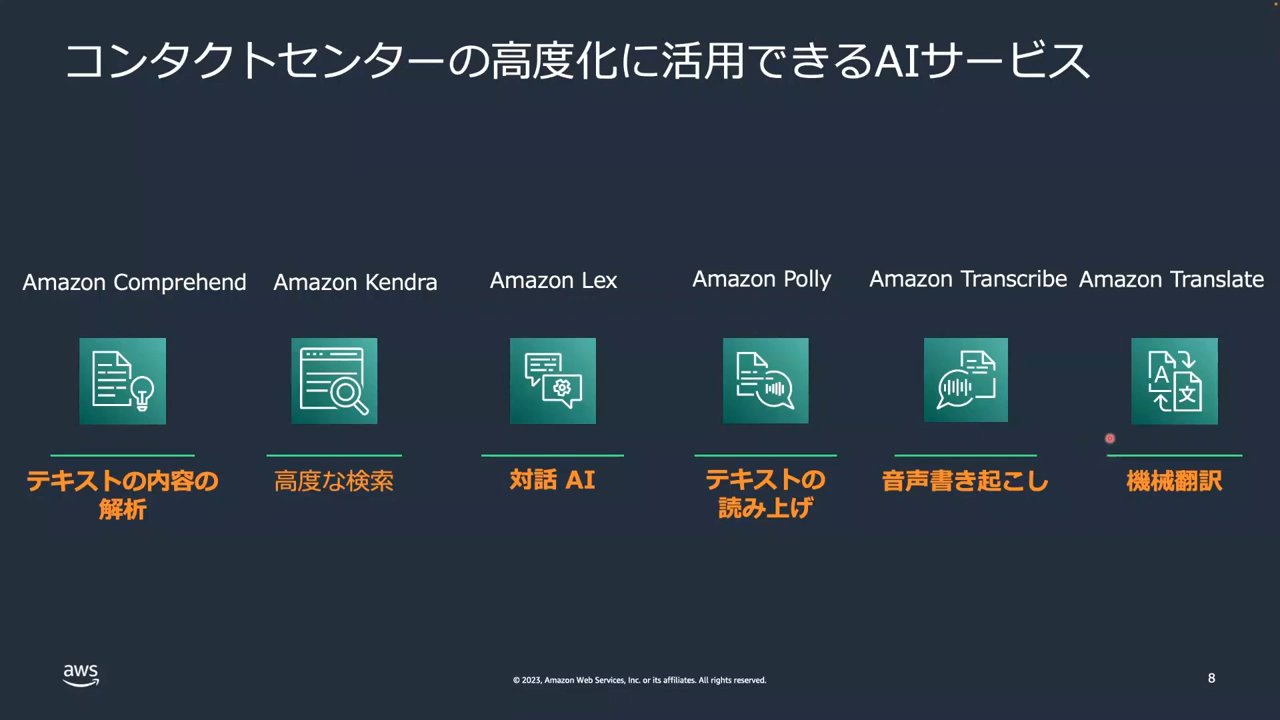 コンタクトセンターの高度化に活用できるAIサービス
Amazon Comprehend
テキストの内容の
解析
Amazon Kendra
高度な検索
Amazon Lex
対話 AI
Amazon Polly
テキストの
読み上げ
Amazon Transcribe
音声書き起こし
Amazon Translate
A
文
機械翻訳
aws
© 2023, Amazon Web Services, Inc. or its affiliates. All rights reserved.
8